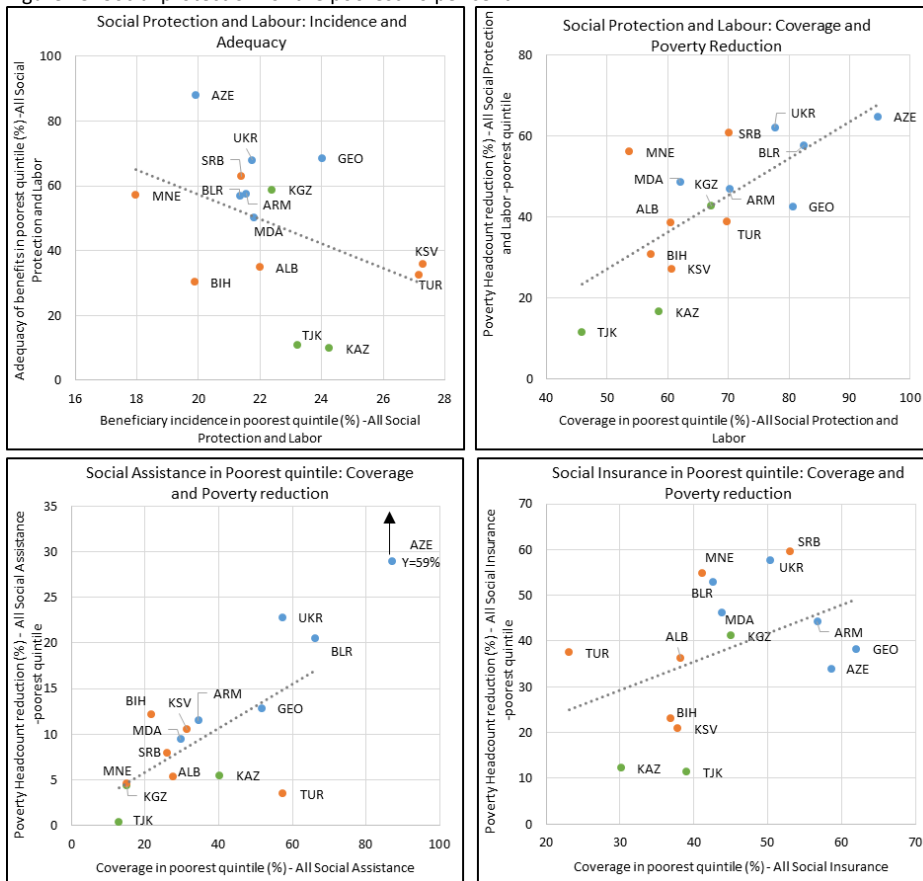 Social Protection and Labour: Incidence and
Adequacy
Adequacy of benefits in poorest quintile (%) -All Social
Protection and Labor
100
80
60
40
20
0
AZE
UKR
SRB
GEO
BLR
KGZ
ARM
MNE
MDA
KSV
BIH
ALB
TUR
TJK
KAZ
16 18 20 22 24 26 28
Beneficiary incidence in poorest quintile (%) -All Social
Protection and Labor
Social Protection and Labour: Coverage and
Poverty Reduction
Poverty Headcount reduction (%) - All Social Protection
and Labor -poorest quintile
80
60
40
20
0
UKR
AZE
SRB
BLR
MNE
MDA
KGZ
ARM
GEO
ALB
TUR
BIH
KSV
KAZ
TJK
40 50 60 70 80 90 100
Coverage in poorest quintile (%) -All Social Protection and
Labor
Social Assistance in Poorest quintile: Coverage
and Poverty reduction
Poverty Headcount reduction (%) - All Social Assistance
-poorest quintile
35
30
25
20
15
10
5
0
AZE
Y=59%
UKR
BLR
BIH
KSV
ARM
GEO
MDA
SRB
MNE
ALB
KAZ
KGZ
TUR
TJK
0 20 40 60 80 100
Coverage in poorest quintile (%) - All Social Assistance
Social Insurance in Poorest quintile: Coverage and
Poverty reduction
Poverty Headcount reduction (%) - All Social Insurance
-poorest quintile
70
60
50
40
30
20
10
0
SRB
MNE
UKR
BLR
MDA
ARM
ALB
KGZ
GEO
TUR
AZE
BIH
KSV
KAZ
TJK
20 30 40 50 60 70
Coverage in poorest quintile (%) - All Social Insurance